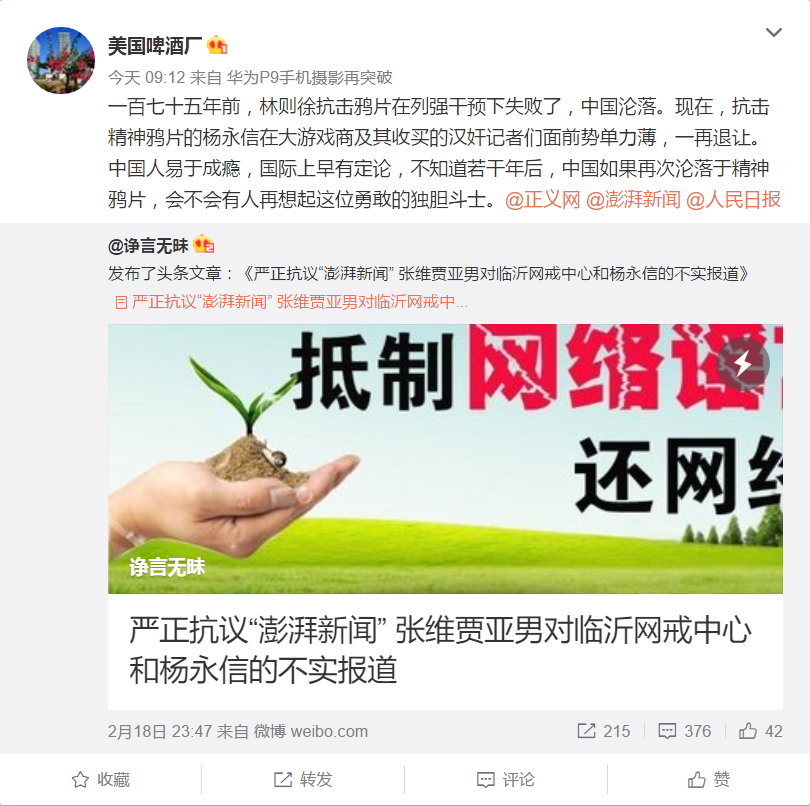 美国啤酒厂
今天 09:12 来自 华为P9手机摄影再突破
一百七十五年前，林则徐抗击鸦片在列强干预下失败了，中国沦落。现在，抗击
精神鸦片的杨永信在大游戏商及其收买的汉奸记者们面前势单力薄，一再退让。
中国人易于成瘾，国际上早有定论，不知道若干年后，中国如果再次沦落于精神
鸦片，会不会有人再想起这位勇敢的独胆斗士。@正义网 @澎湃新闻 @人民日报
@诤言无昧
发布了头条文章：《严正抗议“澎湃新闻” 张维贾亚男对临沂网戒中心和杨永信的不实报道》
严正抗议“澎湃新闻” 张维贾亚男对临沂网戒中...
抵制网络谣言
还网络
诤言无昧
严正抗议“澎湃新闻” 张维贾亚男对临沂网戒中心
和杨永信的不实报道
2月18日 23:47 来自 微博 weibo.com 215 376 42
收藏 转发 评论 赞